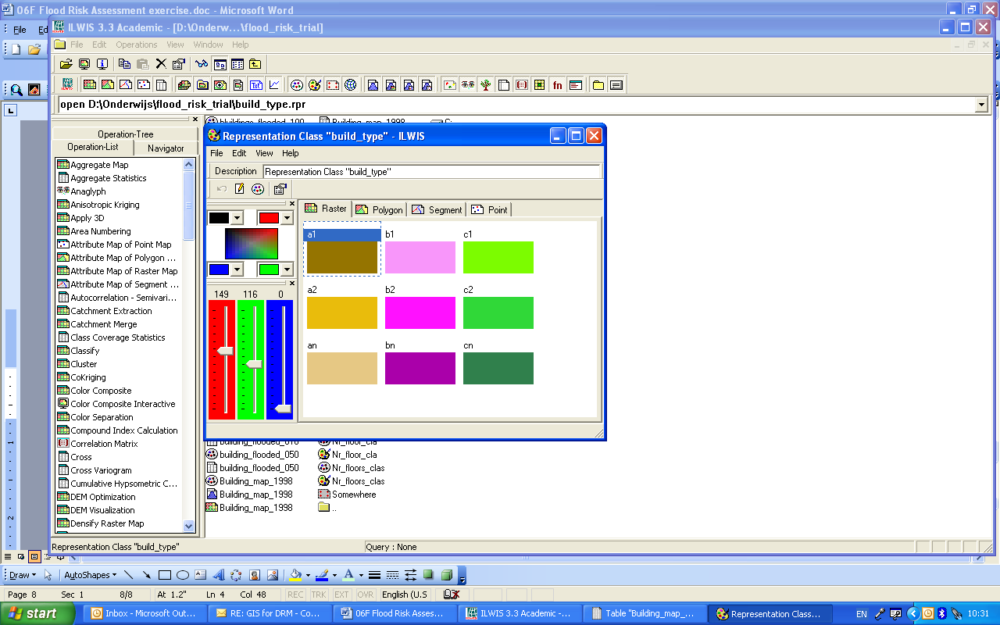 06F Flood Risk Assessment exercise.doc - Microsoft Word
File Ed
ILWIS 3.3 Academic - [D:\Onderw...\flood_risk_trial]
File Edit Operations View Window Help
open D:\Onderwijs\flood_risk_trial\build_type.rpr
Operation-Tree
Operation-List Navigator
Aggregate Map
Aggregate Statistics
Anaglyph
Anisotropic Kriging
Apply 3D
Area Numbering
Attribute Map of Point Map
Attribute Map of Polygon ...
Attribute Map of Raster Map
Attribute Map of Segment ...
Autocorrelation - Semivari...
Catchment Extraction
Catchment Merge
Class Coverage Statistics
Classify
Cluster
CoKriging
Color Composite
Color Composite Interactive
Color Separation
Compound Index Calculation
Correlation Matrix
Cross
Cross Variogram
Cumulative Hypsometric C...
DEM Optimization
DEM Visualization
Densify Raster Map
Building_map_1998 C:
Representation Class "build_type" - ILWIS
File Edit View Help
Description Representation Class "build_type"
Raster Polygon Segment Point
149 116 0
a1 b1 c1
a2 b2 c2
an bn cn
Nr_floor_cla
building_flooded_050 Nr_floor_cla
building_flooded_050 Nr_floors_clas
Building_map_1998 Nr_floors_clas
Building_map_1998 Somewhere
Building_map_1998 ..
Representation Class "build_type" Query : None
Draw AutoShapes
Page 8 Sec 1 8/8 At 1.2" Ln 4 Col 48 REC TRK EXT OVR English (U.S
start Inbox - Microsoft Out... RE: GIS for DRM - Co... 06F Flood Risk Asses... ILWIS 3.3 Academic -... Table "Building_map_... Representation Class... EN 10:31